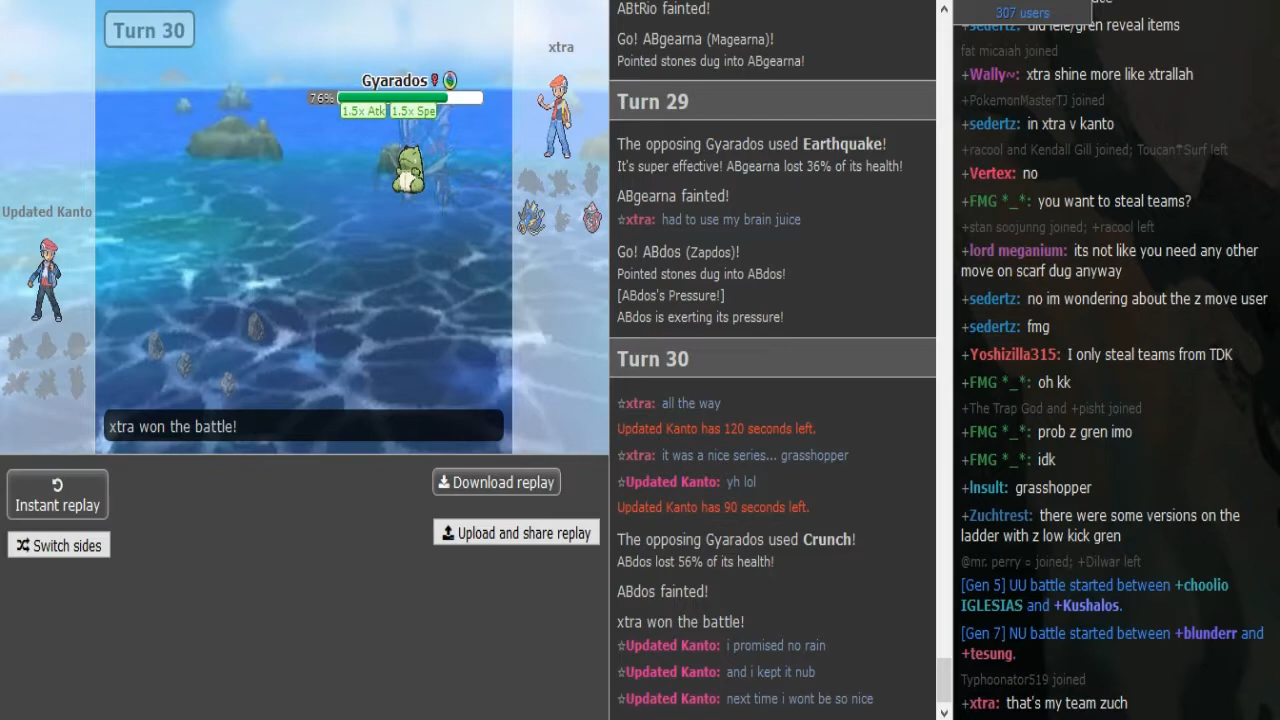 Turn 30
xtra
Gyarados
76%
1.5x Atk 1.5x Spe
Updated Kanto
xtra won the battle!
Instant replay
Switch sides
Download replay
Upload and share replay
ABtRio fainted!
Go! ABgearna (Magearna)!
Pointed stones dug into ABgearna!
Turn 29
The opposing Gyarados used Earthquake!
It's super effective! ABgearna lost 36% of its health!
ABgearna fainted!
☆xtra: had to use my brain juice
Go! ABdos (Zapdos)!
Pointed stones dug into ABdos!
[ABdos's Pressure!]
ABdos is exerting its pressure!
Turn 30
☆xtra: all the way
Updated Kanto has 120 seconds left.
☆xtra: it was a nice series... grasshopper
☆Updated Kanto: yh lol
Updated Kanto has 90 seconds left.
The opposing Gyarados used Crunch!
ABdos lost 56% of its health!
ABdos fainted!
xtra won the battle!
☆Updated Kanto: i promised no rain
☆Updated Kanto: and i kept it nub
☆Updated Kanto: next time i wont be so nice
307 users
+sedertz: did lele/gren reveal items
fat micaiah joined
+Wally~: xtra shine more like xtrallah
+PokemonMasterTJ joined
+sedertz: in xtra v kanto
+racool and Kendall Gill joined; Toucan☂Surf left
+Vertex: no
+FMG *_*: you want to steal teams?
+stan soojunng joined; +racool left
+lord meganium: its not like you need any other
move on scarf dug anyway
+sedertz: no im wondering about the z move user
+sedertz: fmg
+Yoshizilla315: I only steal teams from TDK
+FMG *_*: oh kk
+The Trap God and +pisht joined
+FMG *_*: prob z gren imo
+FMG *_*: idk
+Insult: grasshopper
+Zuchtrest: there were some versions on the
ladder with z low kick gren
@mr. perry ¤ joined; +Dilwar left
[Gen 5] UU battle started between +choolio
IGLESIAS and +Kushalos.
[Gen 7] NU battle started between +blunderr and
+tesung.
Typhoonator519 joined
+xtra: that's my team zuch